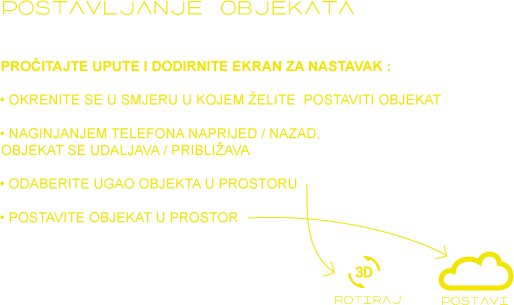 POSTAVLJANJE OBJEKATA
PROČITAJTE UPUTE I DODIRNITE EKRAN ZA NASTAVAK :
• OKRENITE SE U SMJERU U KOJEM ŽELITE POSTAVITI OBJEKAT
• NAGINJANJEM TELEFONA NAPRIJED / NAZAD,
OBJEKAT SE UDALJAVA / PRIBLIŽAVA
• ODABERITE UGAO OBJEKTA U PROSTORU
• POSTAVITE OBJEKAT U PROSTOR
3D
ROTIRAJ
POSTAVI